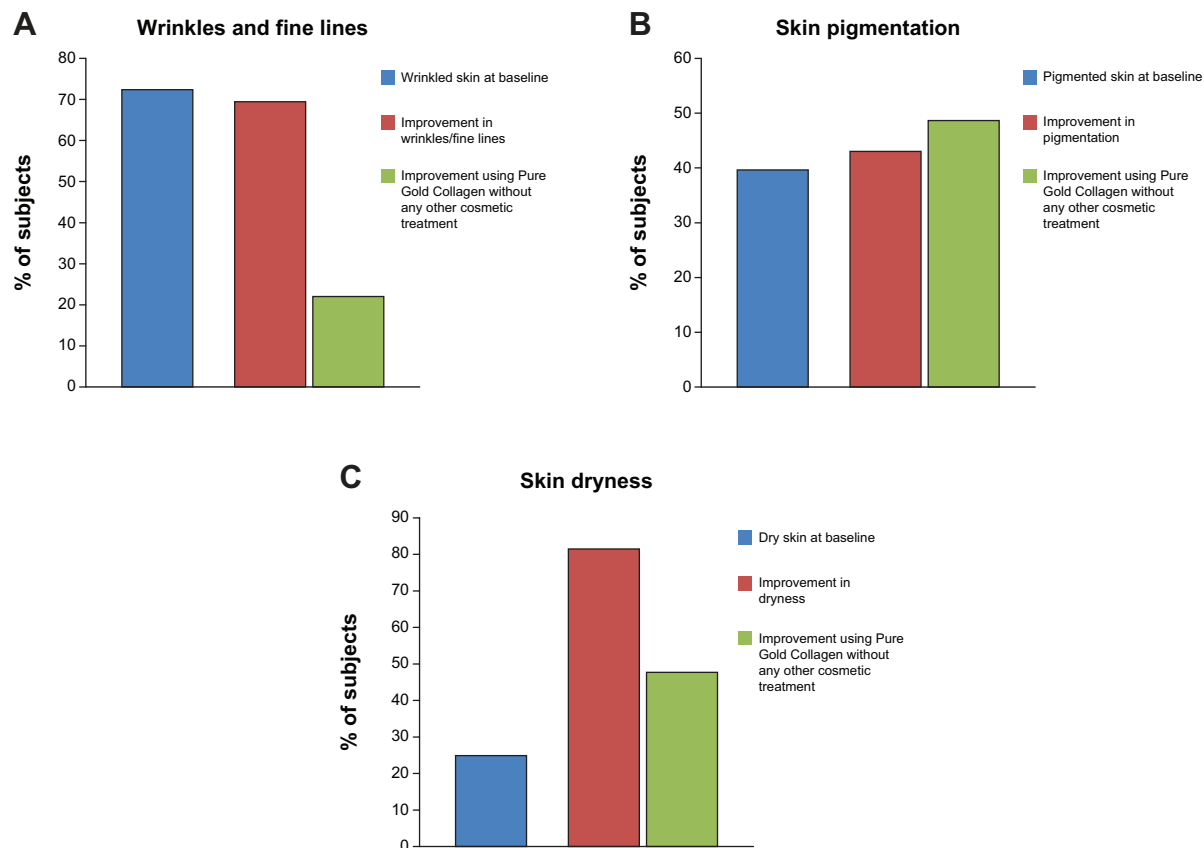 A
Wrinkles and fine lines
% of subjects
80
70
60
50
40
30
20
10
0
Wrinkled skin at baseline
Improvement in
wrinkles/fine lines
Improvement using Pure
Gold Collagen without
any other cosmetic
treatment
B
Skin pigmentation
% of subjects
60
50
40
30
20
10
0
Pigmented skin at baseline
Improvement in
pigmentation
Improvement using Pure
Gold Collagen without
any other cosmetic
treatment
C
Skin dryness
% of subjects
90
80
70
60
50
40
30
20
10
0
Dry skin at baseline
Improvement in
dryness
Improvement using Pure
Gold Collagen without
any other cosmetic
treatment